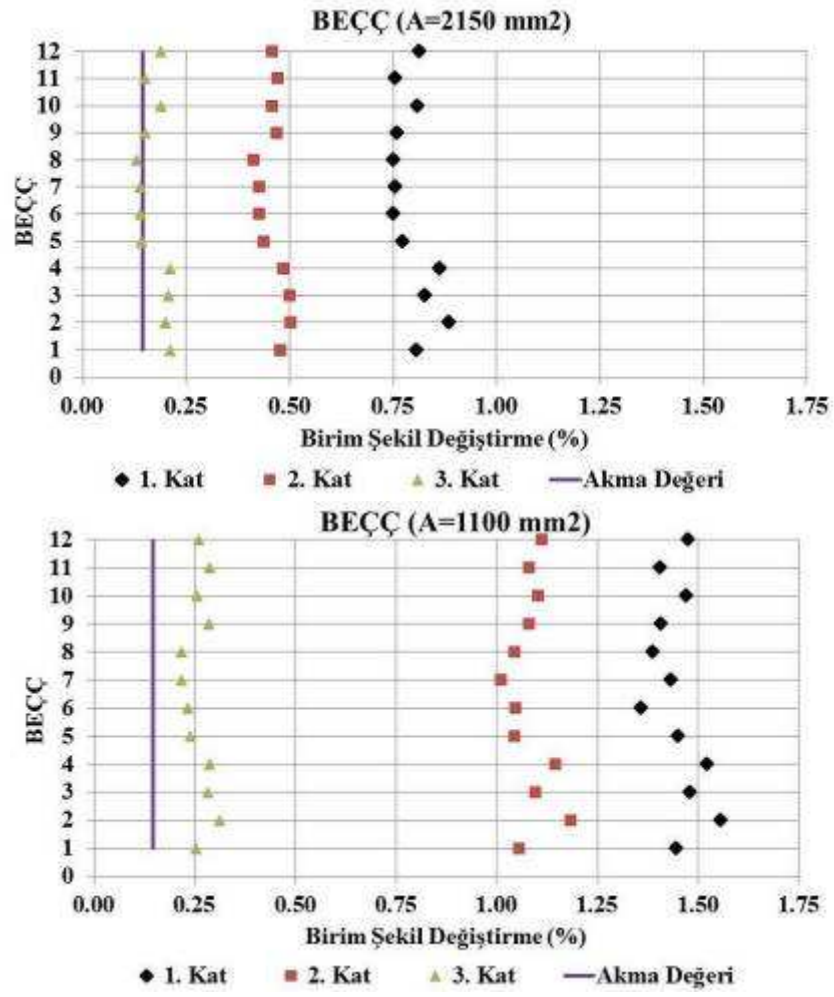 BEÇÇ (A=2150 mm2)
12
11
10
9
8
7
6
5
4
3
2
1
0
BEÇÇ
0.00 0.25 0.50 0.75 1.00 1.25 1.50 1.75
Birim Şekil Değiştirme (%)
1. Kat 2. Kat 3. Kat Akma Değeri
BEÇÇ (A=1100 mm2)
12
11
10
9
8
7
6
5
4
3
2
1
0
BEÇÇ
0.00 0.25 0.50 0.75 1.00 1.25 1.50 1.75
Birim Şekil Değiştirme (%)
1. Kat 2. Kat 3. Kat Akma Değeri